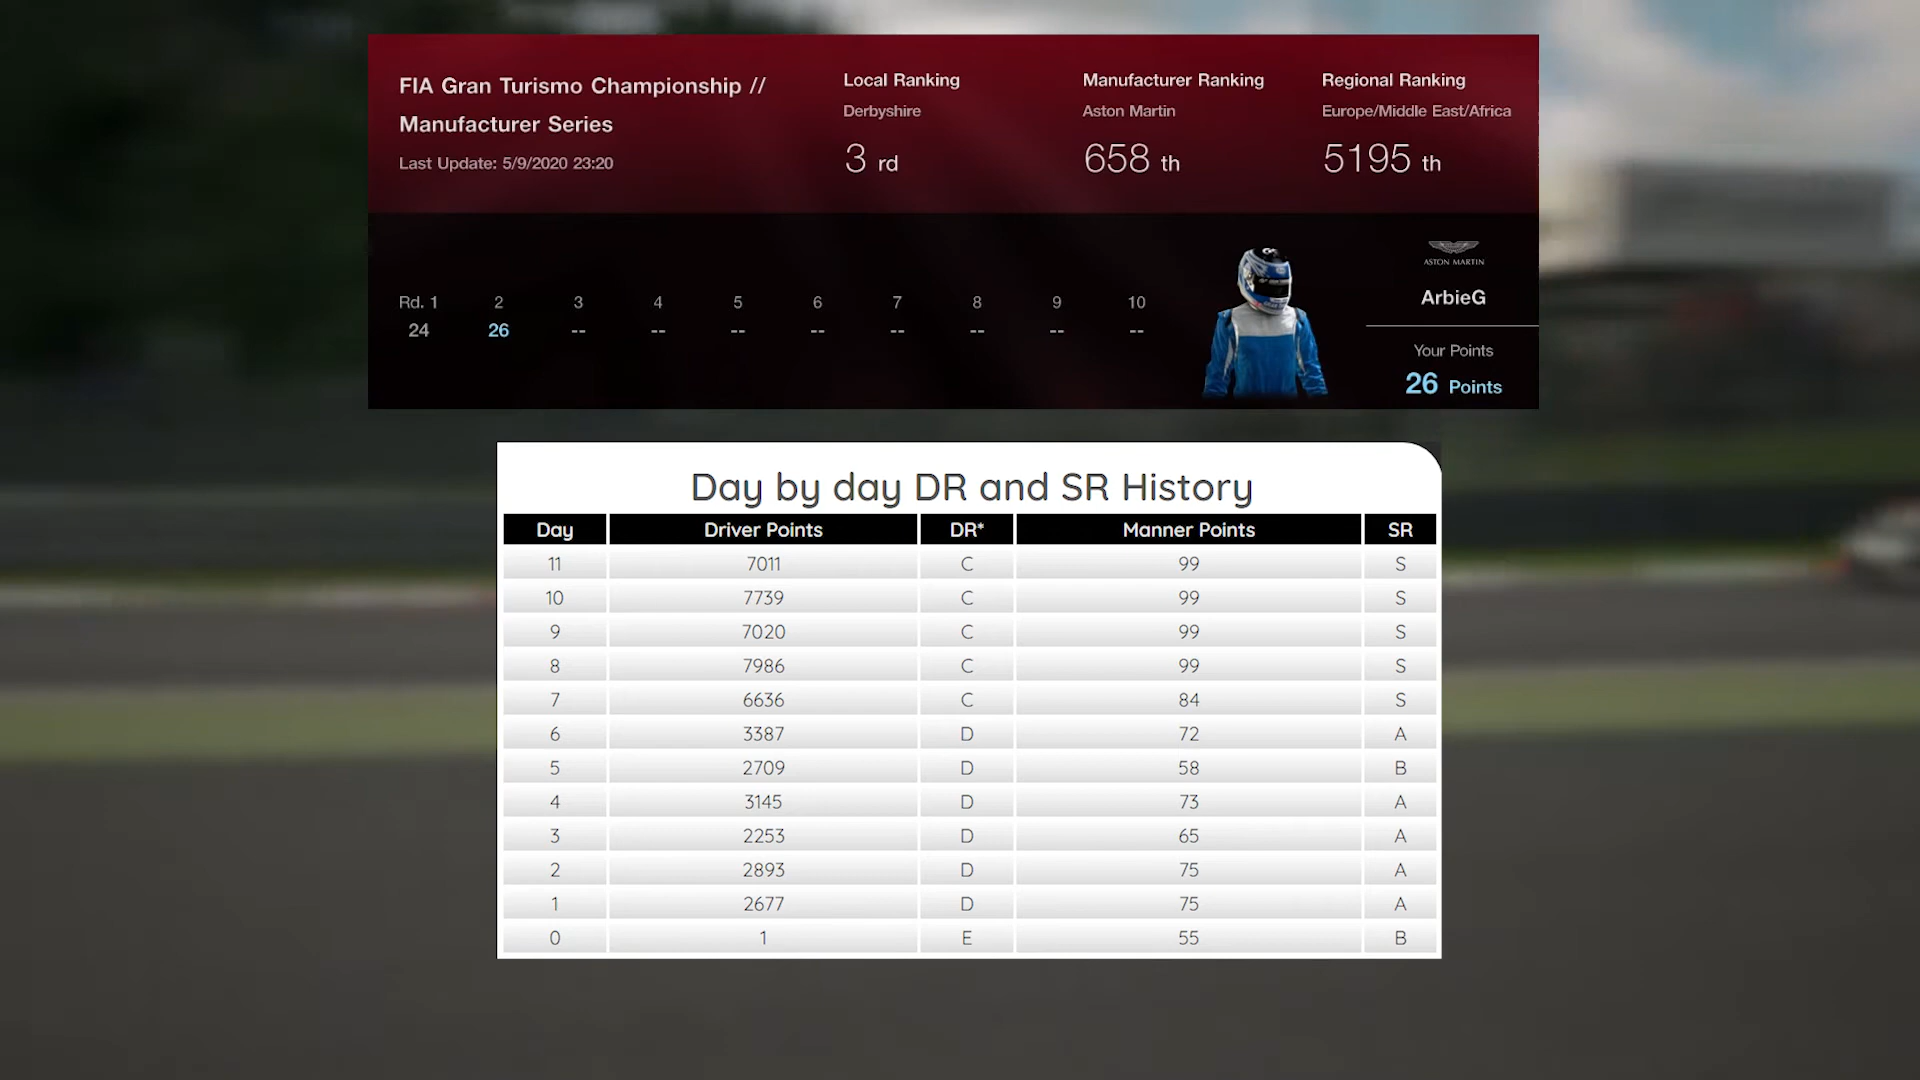 FIA Gran Turismo Championship //
Manufacturer Series
Last Update: 5/9/2020 23:20
Local Ranking
Derbyshire
3 rd
Manufacturer Ranking
Aston Martin
658 th
Regional Ranking
Europe/Middle East/Africa
5195 th
Rd. 1 2 3 4 5 6 7 8 9 10
24 26 -- -- -- -- -- -- -- --
ASTON MARTIN
ArbieG
Your Points
26 Points
Day by day DR and SR History
Day Driver Points DR* Manner Points SR
11 7011 C 99 S
10 7739 C 99 S
9 7020 C 99 S
8 7986 C 99 S
7 6636 C 84 S
6 3387 D 72 A
5 2709 D 58 B
4 3145 D 73 A
3 2253 D 65 A
2 2893 D 75 A
1 2677 D 75 A
0 1 E 55 B